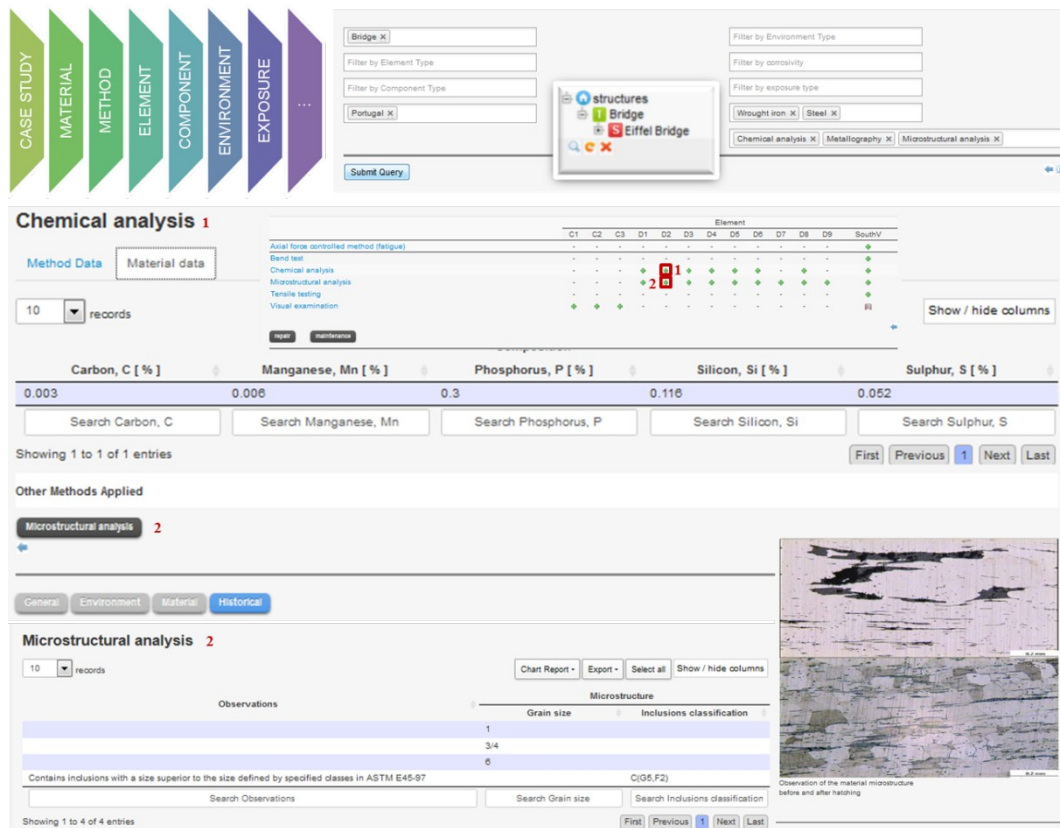 CASE STUDY
MATERIAL
METHOD
ELEMENT
COMPONENT
ENVIRONMENT
EXPOSURE
...
Bridge ×
Filter by Element Type
Filter by Component Type
Portugal ×
Submit Query
structures
T Bridge
S Eiffel Bridge
Filter by Environment Type
Filter by corrosivity
Filter by exposure type
Wrought iron × Steel ×
Chemical analysis × Metallography × Microstructural analysis ×
Chemical analysis 1
Method Data Material data
10 records
Element
C1 C2 C3 D1 D2 D3 D4 D5 D6 D7 D8 D9 SouthV
Axial force controlled method (fatigue)
Bend test
Chemical analysis 1
Microstructural analysis 2
Tensile testing
Visual examination
repair maintenance
Show / hide columns
Carbon, C [ % ] Manganese, Mn [ % ] Phosphorus, P [ % ] Silicon, Si [ % ] Sulphur, S [ % ]
0.003 0.006 0.3 0.116 0.052
Search Carbon, C Search Manganese, Mn Search Phosphorus, P Search Silicon, Si Search Sulphur, S
Showing 1 to 1 of 1 entries First Previous 1 Next Last
Other Methods Applied
Microstructural analysis 2
General Environment Material Historical
Microstructural analysis 2
10 records Chart Report Export Select all Show / hide columns
Microstructure
Observations Grain size Inclusions classification
1
3/4
6
Contains inclusions with a size superior to the size defined by specified classes in ASTM E45-97 C(G5,F2)
Search Observations Search Grain size Search Inclusions classification
Showing 1 to 4 of 4 entries First Previous 1 Next Last
0.2 mm
0.2 mm
Observation of the material microstructure
before and after hatching